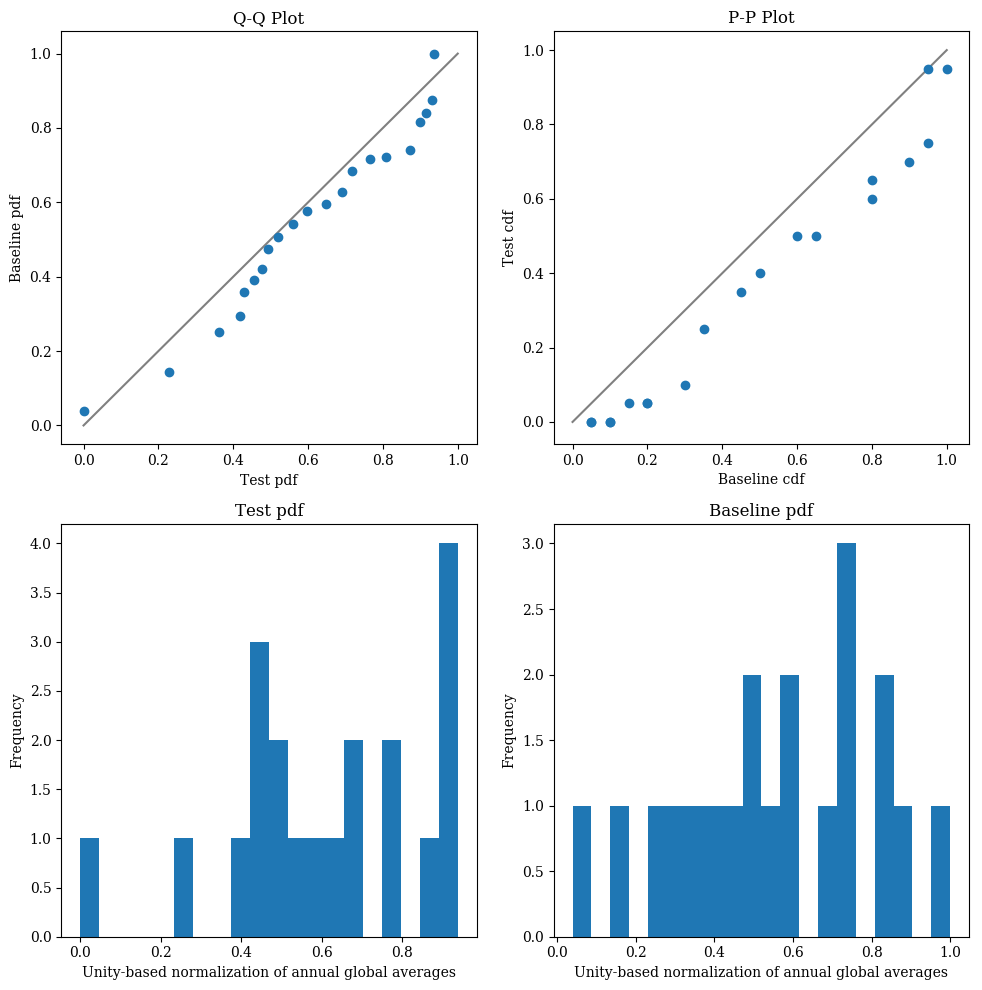 Q-Q Plot
1.0
0.8
0.6
0.4
0.2
0.0
Baseline pdf
0.0 0.2 0.4 0.6 0.8 1.0
Test pdf
P-P Plot
1.0
0.8
0.6
0.4
0.2
0.0
Test cdf
0.0 0.2 0.4 0.6 0.8 1.0
Baseline cdf
Test pdf
4.0
3.5
3.0
2.5
2.0
1.5
1.0
0.5
0.0
Frequency
0.0 0.2 0.4 0.6 0.8
Unity-based normalization of annual global averages
Baseline pdf
3.0
2.5
2.0
1.5
1.0
0.5
0.0
Frequency
0.0 0.2 0.4 0.6 0.8 1.0
Unity-based normalization of annual global averages